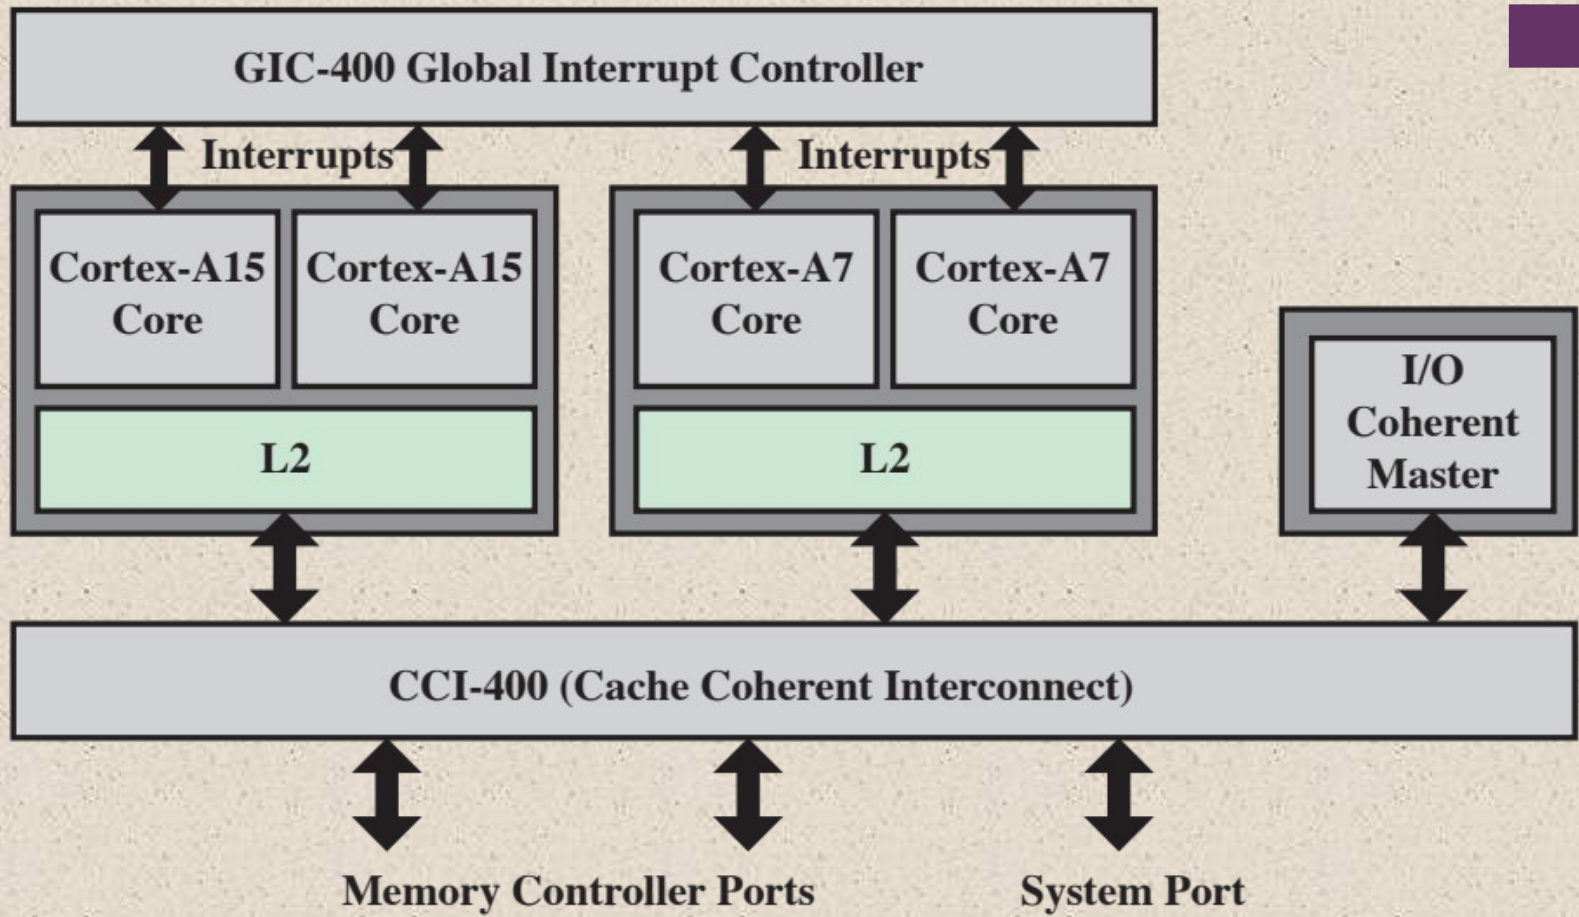 GIC-400 Global Interrupt Controller
Interrupts
Interrupts
Cortex-A15
Core
Cortex-A15
Core
Cortex-A7
Core
Cortex-A7
Core
L2
L2
I/O
Coherent
Master
CCI-400 (Cache Coherent Interconnect)
Memory Controller Ports
System Port